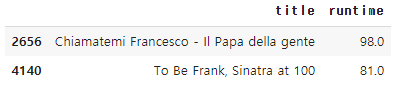 title runtime
2656 Chiamatemi Francesco - Il Papa della gente 98.0
4140 To Be Frank, Sinatra at 100 81.0